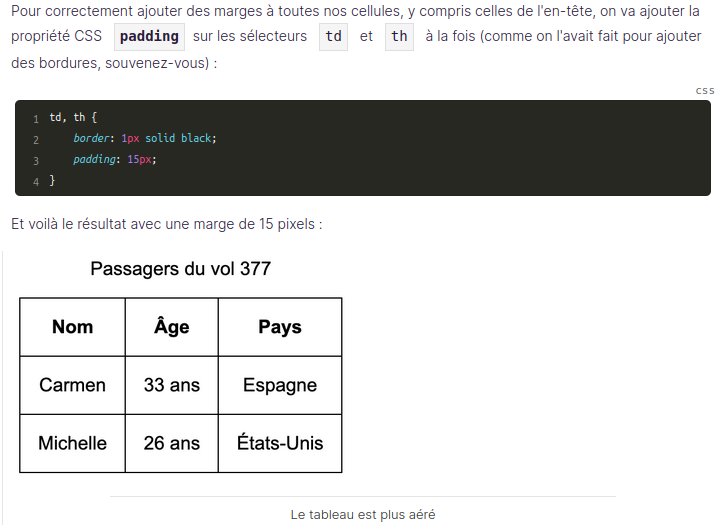 Pour correctement ajouter des marges à toutes nos cellules, y compris celles de l'en-tête, on va ajouter la
propriété CSS padding sur les sélecteurs td et th à la fois (comme on l'avait fait pour ajouter
des bordures, souvenez-vous) :
css
1 td, th {
2 border: 1px solid black;
3 padding: 15px;
4 }
Et voilà le résultat avec une marge de 15 pixels :
Passagers du vol 377
Nom Âge Pays
Carmen 33 ans Espagne
Michelle 26 ans États-Unis
Le tableau est plus aéré